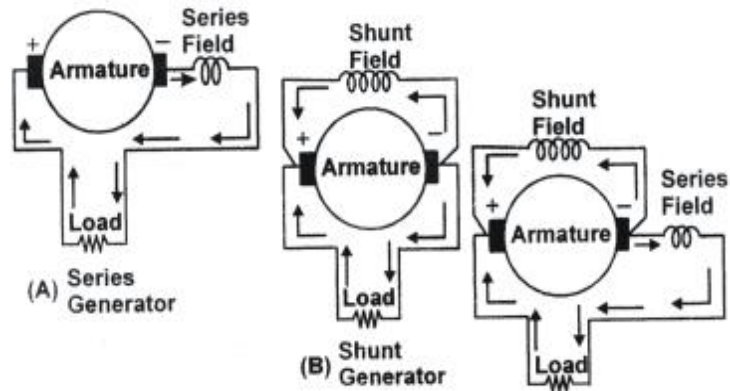 Series
Field
+
−
Armature
Load
(A) Series
Generator
Shunt
Field
+
−
Armature
Load
(B) Shunt
Generator
Shunt
Field
Series
Field
+
−
Armature
Load